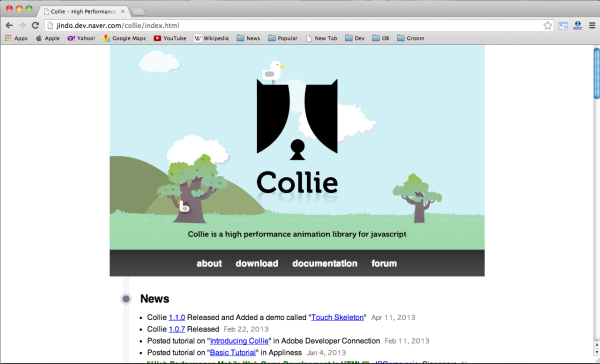 Collie - High Performance
jindo.dev.naver.com/collie/index.html
Apps Apple Yahoo! Google Maps YouTube Wikipedia News Popular New Tab Dev OB Groom
Collie
Collie is a high performance animation library for javascript
about download documentation forum
News
Collie 1.1.0 Released and Added a demo called "Touch Skeleton" Apr 11, 2013
Collie 1.0.7 Released Feb 22, 2013
Posted tutorial on "Introducing Collie" in Adobe Developer Connection Feb 11, 2013
Posted tutorial on "Basic Tutorial" in Appliness Jan 4, 2013